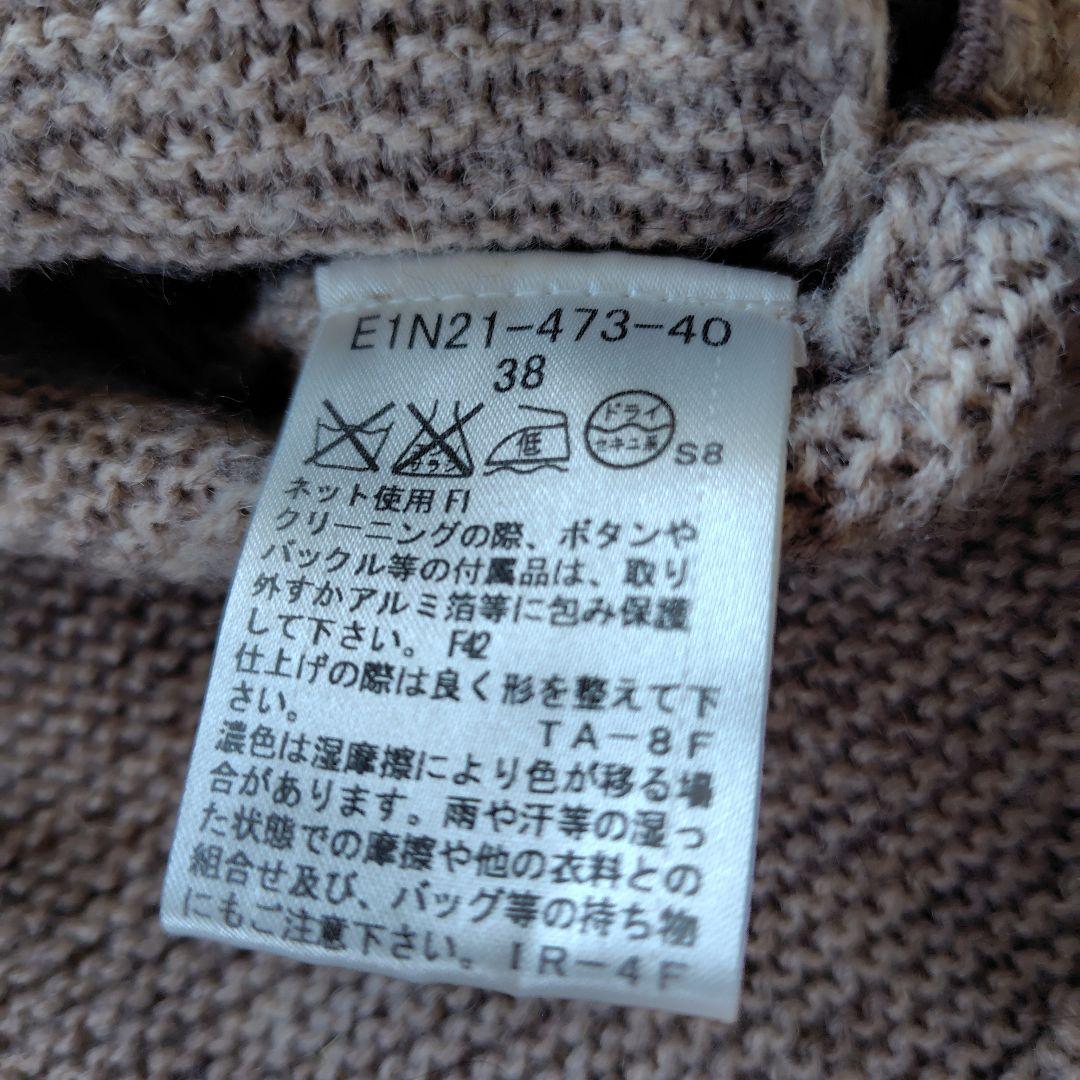 E1N21-473-40
38
エンソ
サラシ
低
ドライ
セキユ系
S8
ネット使用 FI
クリーニングの際、ボタンや
バックル等の付属品は、取り
外すかアルミ箔等に包み保護
して下さい。 F42
仕上げの際は良く形を整えて下
さい。 TA-8F
濃色は湿摩擦により色が移る場
合があります。雨や汗等の湿っ
た状態での摩擦や他の衣料との
組合せ及び、バッグ等の持ち物
にもご注意下さい。IR-4F